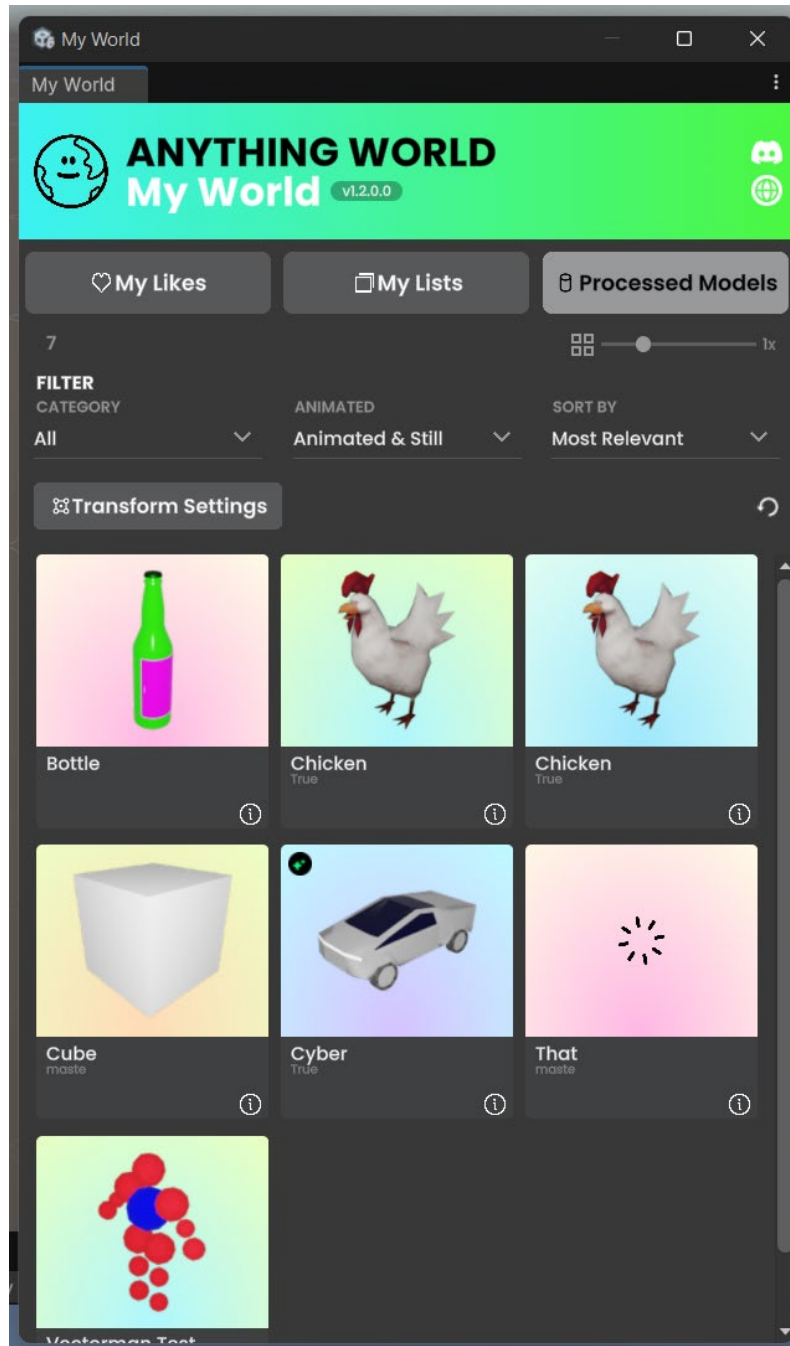 My World
My World
ANYTHING WORLD
My World v1.2.0.0
My Likes My Lists Processed Models
7 1x
FILTER
CATEGORY ANIMATED SORT BY
All Animated & Still Most Relevant
Transform Settings
Bottle Chicken Chicken
True True
Cube Cyber That
maste True maste
Vectorman Test